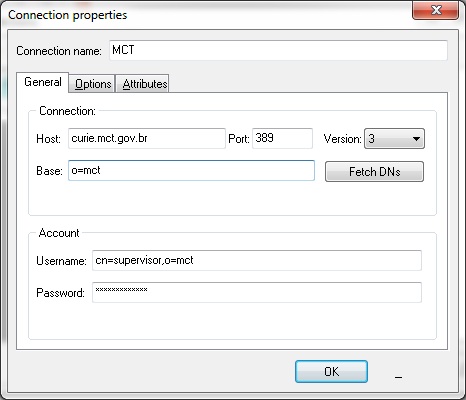 Connection properties
Connection name: MCT
General Options Attributes
Connection:
Host: curie.mct.gov.br Port: 389 Version: 3
Base: o=mct Fetch DNs
Account
Username: cn=supervisor,o=mct
Password: ×××××××××××××
OK